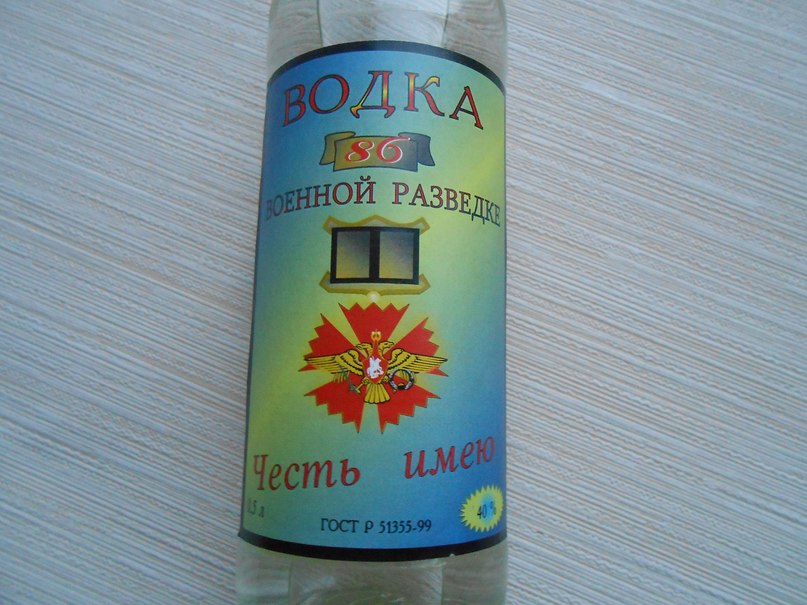 ВОДКА
86
ВОЕННОЙ РАЗВЕДКЕ
Честь имею
0,5 л
ГОСТ Р 51355-99
40 %